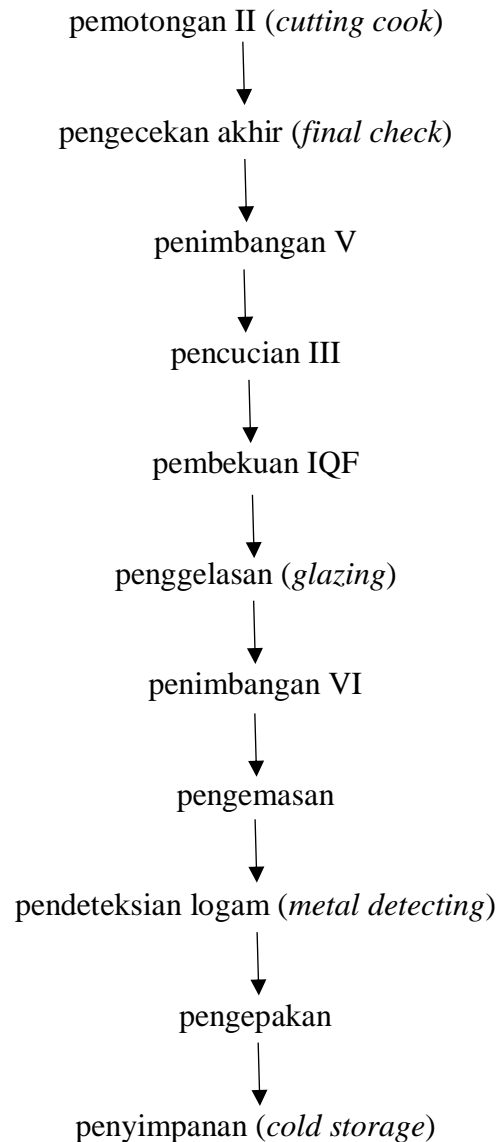 pemotongan II (cutting cook)
pengecekan akhir (final check)
penimbangan V
pencucian III
pembekuan IQF
penggelasan (glazing)
penimbangan VI
pengemasan
pendeteksian logam (metal detecting)
pengepakan
penyimpanan (cold storage)